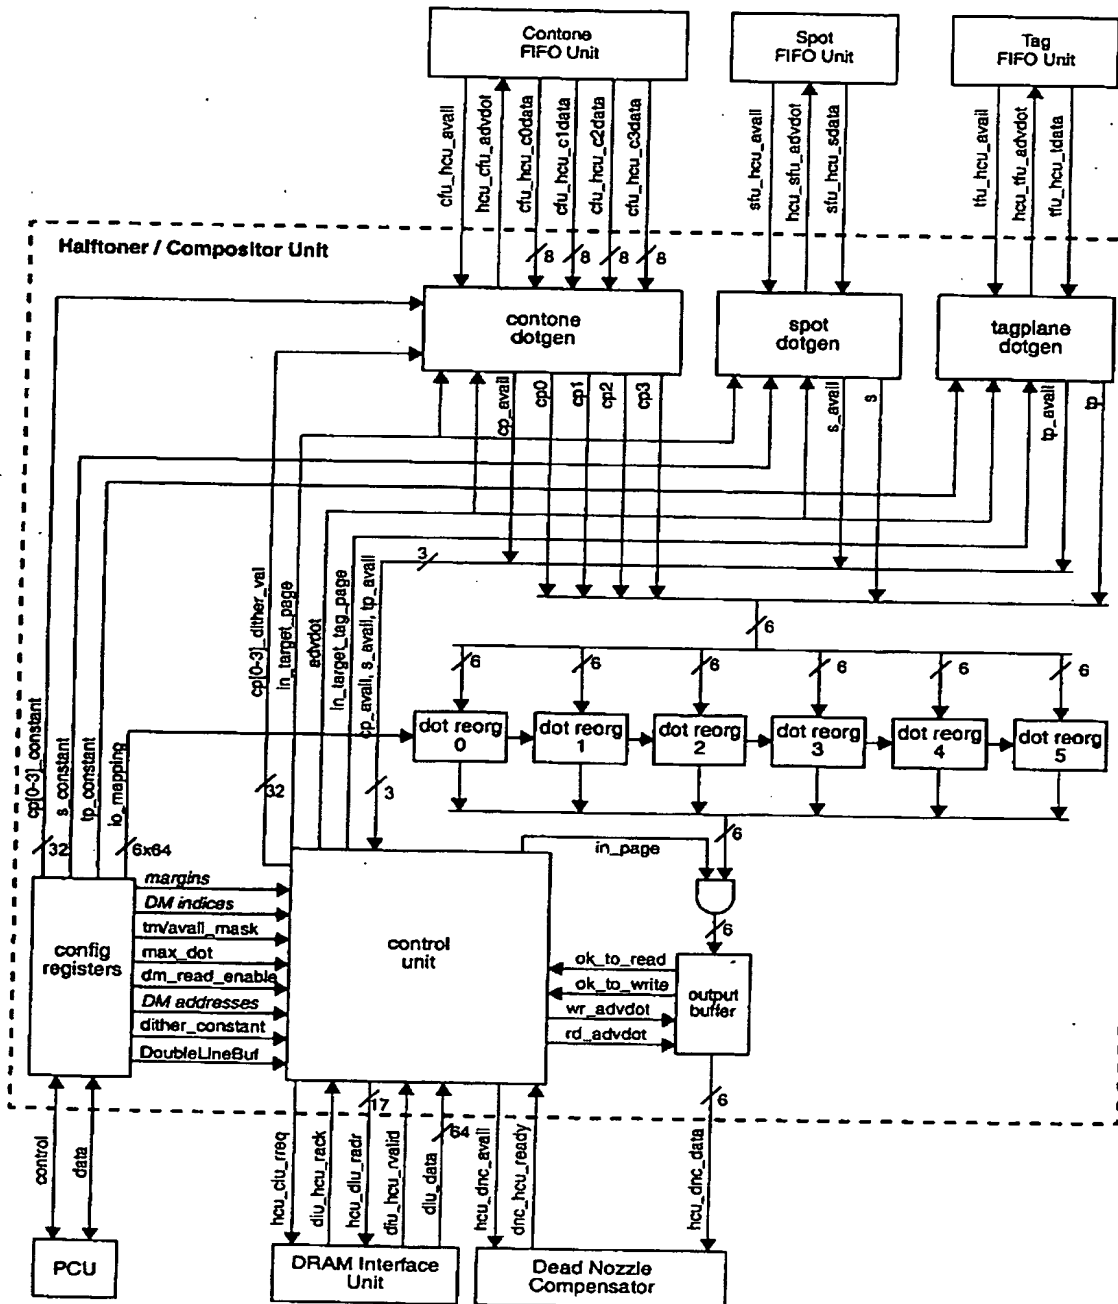 Contone
FIFO Unit
Spot
FIFO Unit
Tag
FIFO Unit
cfu_hcu_avail
hcu_cfu_advdot
cfu_hcu_c0data
cfu_hcu_c1data
cfu_hcu_c2data
cfu_hcu_c3data
sfu_hcu_avail
hcu_sfu_advdot
sfu_hcu_sdata
tfu_hcu_avail
hcu_tfu_advdot
tfu_hcu_tdata
Halftoner / Compositor Unit
8
8
8
8
contone
dotgen
spot
dotgen
tagplane
dotgen
cp_avail
cp0
cp1
cp2
cp3
s_avail
s
tp_avail
tp
3
6
cp[0-3]_constant
s_constant
tp_constant
io_mapping
cp[0-3]_dither_val
in_target_page
advdot
in_target_tag_page
cp_avail, s_avail, tp_avail
6
6
6
6
6
6
dot reorg
0
dot reorg
1
dot reorg
2
dot reorg
3
dot reorg
4
dot reorg
5
32
6x64
32
3
6
in_page
6
config
registers
margins
DM indices
tm/avail_mask
max_dot
dm_read_enable
DM addresses
dither_constant
DoubleLineBuf
control
unit
ok_to_read
ok_to_write
wr_advdot
rd_advdot
output
buffer
17
64
6
control
data
hcu_diu_rreq
diu_hcu_rack
hcu_diu_radr
diu_hcu_rvalid
diu_data
hcu_dnc_avail
dnc_hcu_ready
hcu_dnc_data
PCU
DRAM Interface
Unit
Dead Nozzle
Compensator